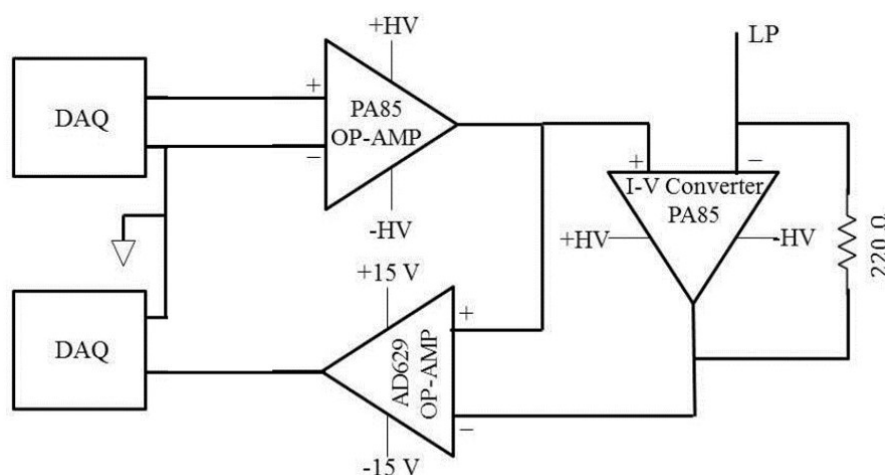 +HV
LP
DAQ
+
PA85
OP-AMP
−
+
−
I-V Converter
PA85
-HV
+HV
-HV
220 Ω
+15 V
DAQ
+
AD629
OP-AMP
−
-15 V